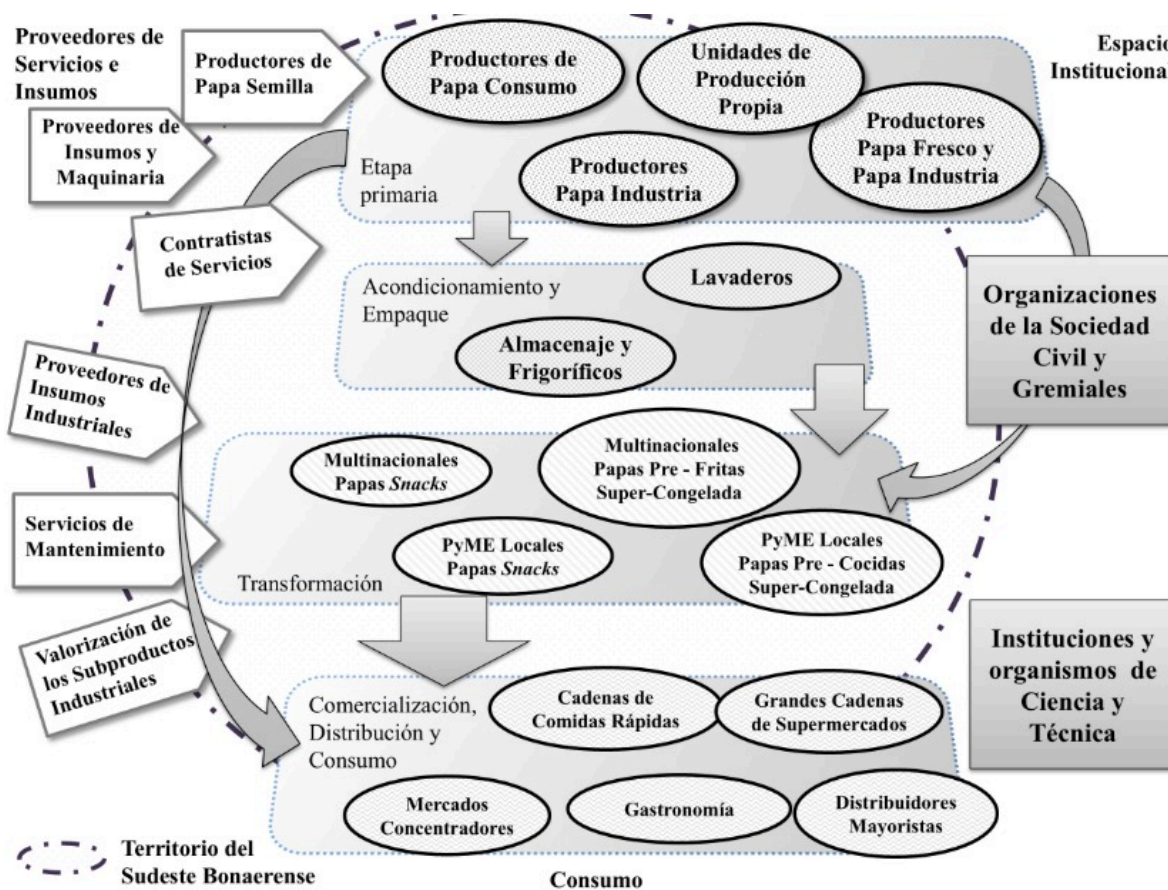 Proveedores de
Servicios e
Insumos
Productores de
Papa Semilla
Proveedores de
Insumos y
Maquinaria
Contratistas
de Servicios
Proveedores de
Insumos
Industriales
Servicios de
Mantenimiento
Valorización de
los Subproductos
Industriales
Productores de
Papa Consumo
Unidades de
Producción
Propia
Productores
Papa Fresco y
Papa Industria
Productores
Papa Industria
Etapa
primaria
Acondicionamiento y
Empaque
Lavaderos
Almacenaje y
Frigoríficos
Multinacionales
Papas Snacks
Multinacionales
Papas Pre - Fritas
Super-Congelada
PyME Locales
Papas Snacks
PyME Locales
Papas Pre - Cocidas
Super-Congelada
Transformación
Comercialización,
Distribución y
Consumo
Cadenas de
Comidas Rápidas
Grandes Cadenas
de Supermercados
Mercados
Concentradores
Gastronomía
Distribuidores
Mayoristas
Espacio
Institucional
Organizaciones
de la Sociedad
Civil y
Gremiales
Instituciones y
organismos de
Ciencia y
Técnica
Territorio del
Sudeste Bonaerense
Consumo